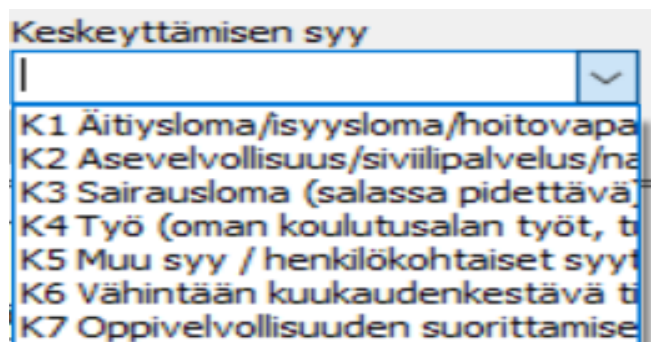 Keskeyttämisen syy
K1 Äitiysloma/isyysloma/hoitovapa
K2 Asevelvollisuus/siviilipalvelus/na
K3 Sairausloma (salassa pidettävä)
K4 Työ (oman koulutusalan työt, t
K5 Muu syy / henkilökohtaiset syyt
K6 Vähintään kuukaudenkestävä ti
K7 Oppivelvollisuuden suorittamise